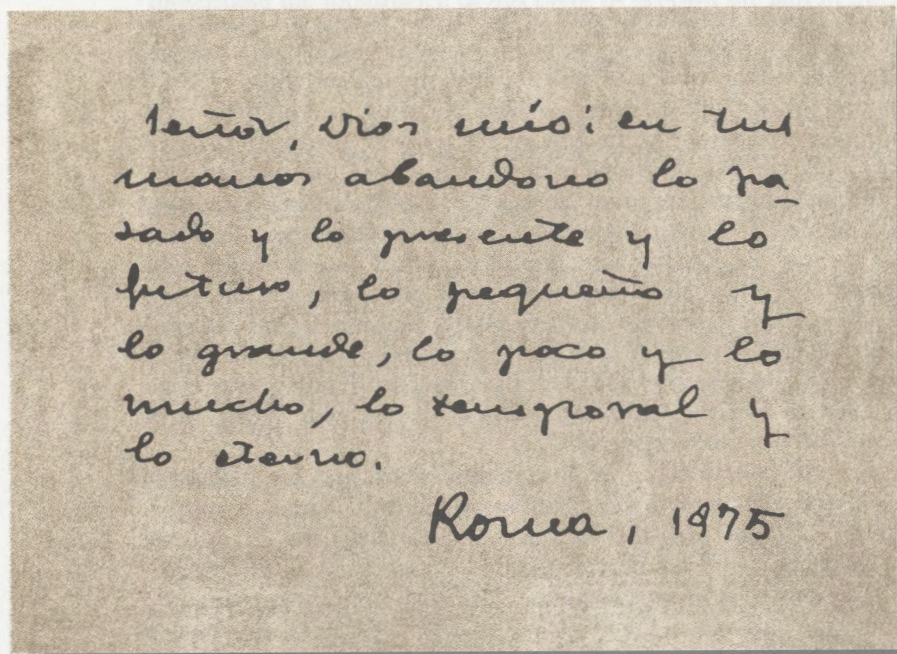 Señor, Dios mío: en tus
manos abandono lo pa-
sado y lo presente y lo
futuro, lo pequeño y
lo grande, lo poco y lo
mucho, lo temporal y
lo eterno.
Roma, 1975